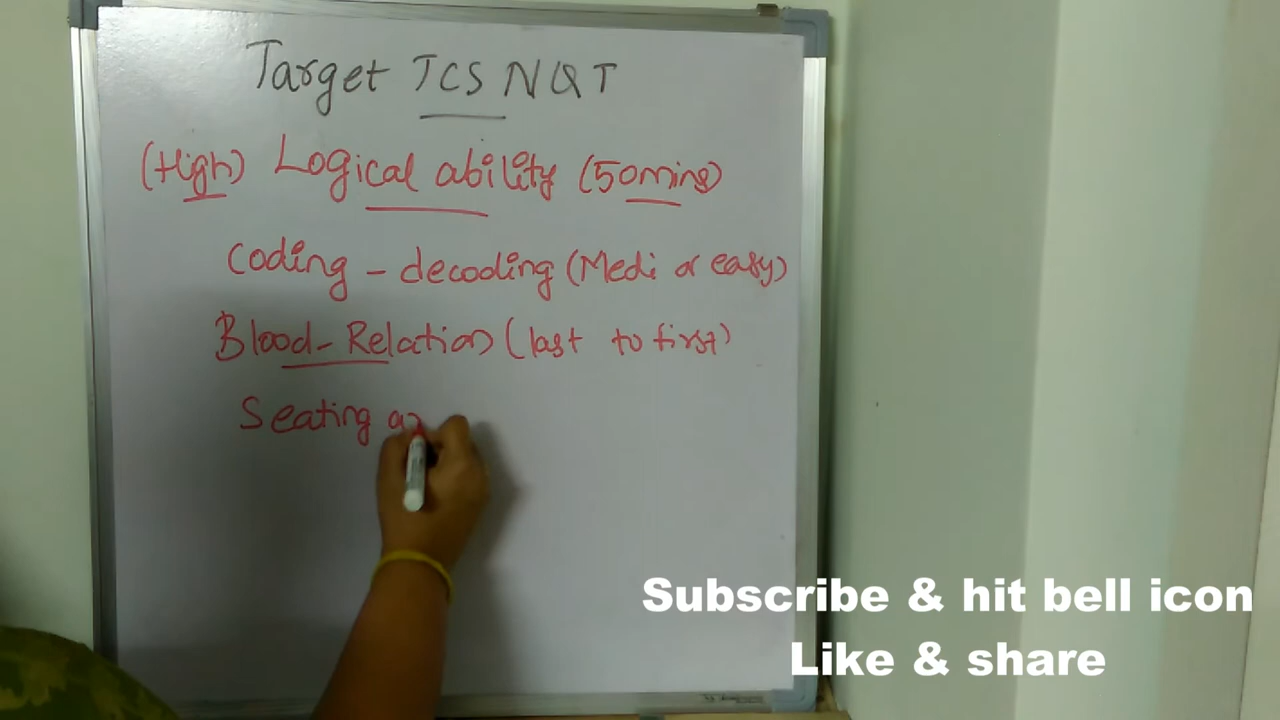 Target TCS NQT
(High) Logical ability (50mins)
Coding - decoding (Medi or easy)
Blood-Relation (last to first)
Seating ar
Subscribe & hit bell icon
Like & share